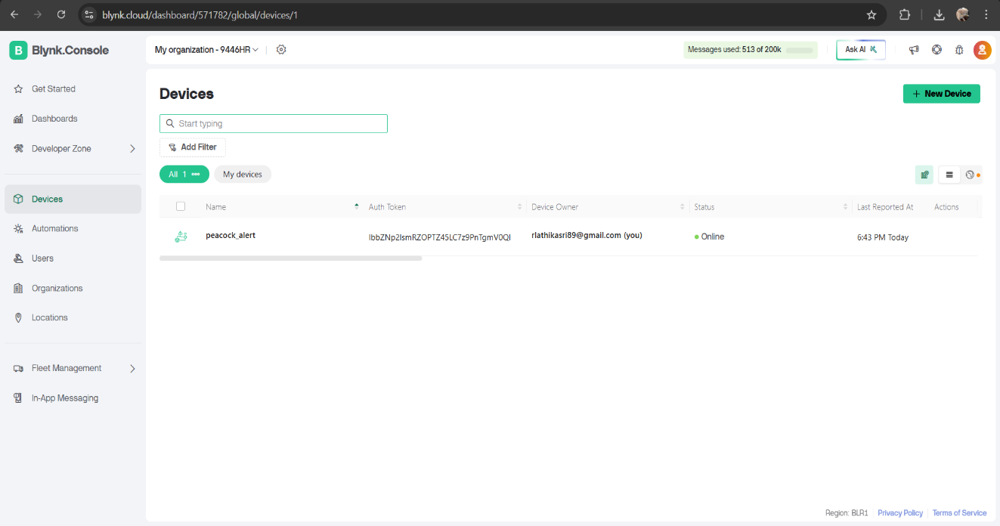 blynk.cloud/dashboard/571782/global/devices/1
B Blynk.Console
My organization - 9446HR
Messages used: 513 of 200k
Ask AI
Get Started
Dashboards
Developer Zone
Devices
Automations
Users
Organizations
Locations
Fleet Management
In-App Messaging
Devices
+ New Device
Start typing
Add Filter
All 1
My devices
Name Auth Token Device Owner Status Last Reported At Actions
peacock_alert rlathikasri89@gmail.com (you) Online 6:43 PM Today
Region: BLR1 Privacy Policy Terms of Service